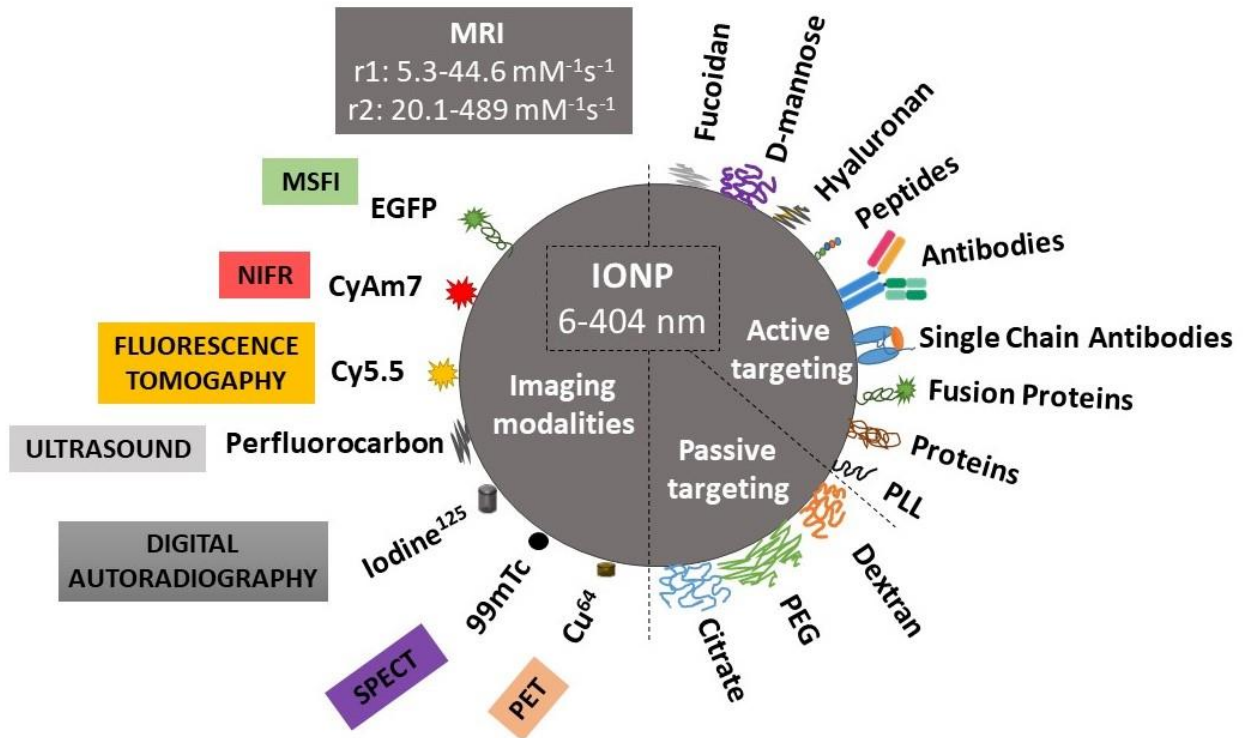 MRI
r1: 5.3-44.6 mM⁻¹s⁻¹
r2: 20.1-489 mM⁻¹s⁻¹
MSFI
EGFP
NIFR
CyAm7
FLUORESCENCE
TOMOGAPHY
Cy5.5
ULTRASOUND
Perfluorocarbon
DIGITAL
AUTORADIOGRAPHY
Iodine¹²⁵
SPECT
99mTc
PET
Cu⁶⁴
IONP
6-404 nm
Imaging
modalities
Active
targeting
Passive
targeting
Fucoidan
D-mannose
Hyaluronan
Peptides
Antibodies
Single Chain Antibodies
Fusion Proteins
Proteins
PLL
Dextran
PEG
Citrate